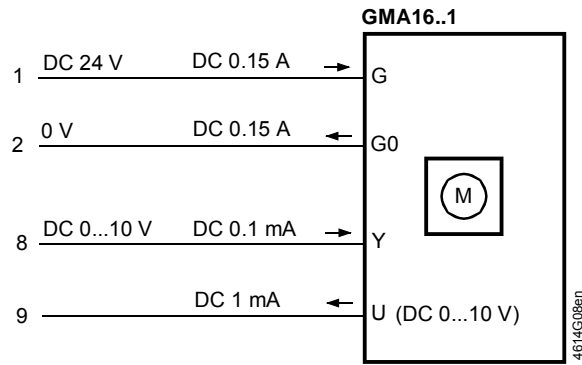 GMA16..1
1 DC 24 V DC 0.15 A G
2 0 V DC 0.15 A G0
M
8 DC 0...10 V DC 0.1 mA Y
9 DC 1 mA U (DC 0...10 V)
4614G08en